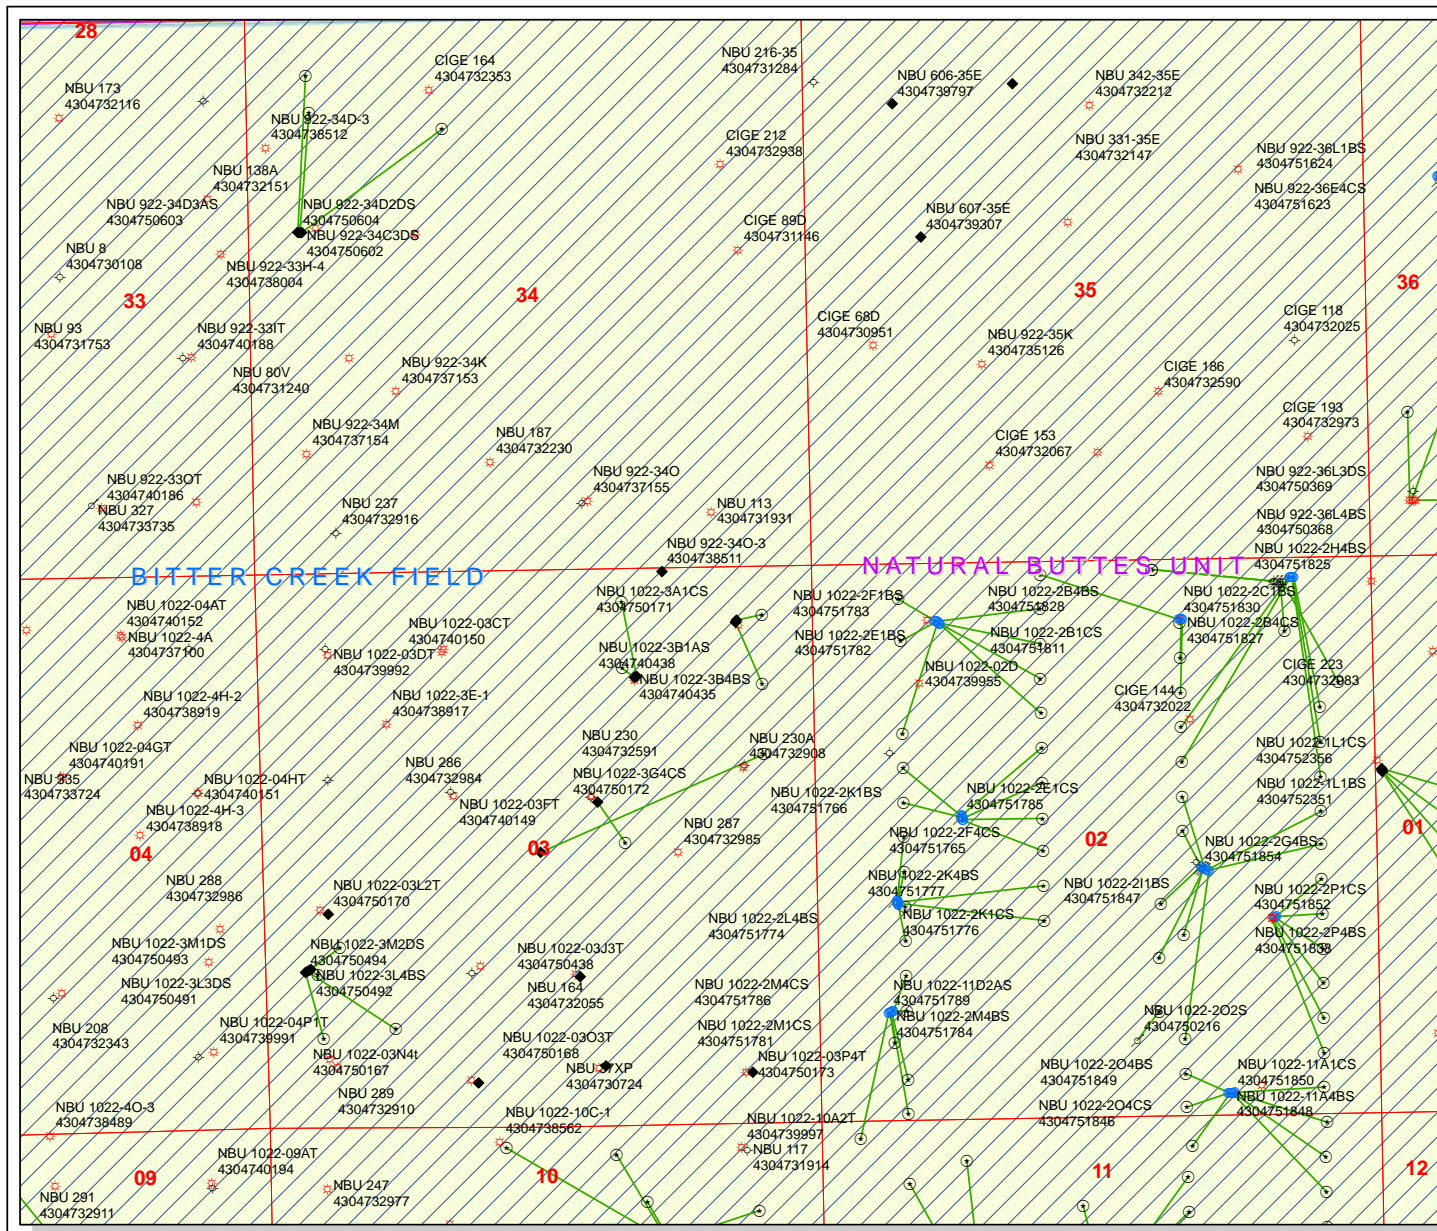 28
CIGE 164
4304732353
NBU 216-35
4304731284
NBU 606-35E
4304739797
NBU 342-35E
4304732212
NBU 173
4304732116
NBU 922-34D-3
4304738512
CIGE 212
4304732938
NBU 331-35E
4304732147
NBU 922-36L1BS
4304751624
NBU 138A
4304732151
NBU 922-36E4CS
4304751623
NBU 922-34D3AS
4304750603
NBU 922-34D2DS
4304750604
NBU 922-34C3DS
4304750602
CIGE 89D
4304731146
NBU 607-35E
4304739307
NBU 8
4304730108
NBU 922-33H-4
4304738004
33
34
35
36
CIGE 68D
4304730951
CIGE 118
4304732025
NBU 93
4304731753
NBU 922-33IT
4304740188
NBU 922-35K
4304735126
NBU 80V
4304731240
NBU 922-34K
4304737153
CIGE 186
4304732590
CIGE 193
4304732973
NBU 922-34M
4304737154
NBU 187
4304732230
CIGE 153
4304732067
NBU 922-33OT
4304740186
NBU 327
4304733735
NBU 922-34O
4304737155
NBU 922-36L3DS
4304750369
NBU 237
4304732916
NBU 113
4304731931
NBU 922-36L4BS
4304750368
NBU 922-34O-3
4304738511
NBU 1022-2H4BS
4304751825
BITTER CREEK FIELD
NATURAL BUTTES UNIT
NBU 1022-3A1CS
4304750171
NBU 1022-2F1BS
4304751783
NBU 1022-2B4BS
4304751828
NBU 1022-2C1BS
4304751830
NBU 1022-04AT
4304740152
NBU 1022-4A
4304737100
NBU 1022-03CT
4304740150
NBU 1022-2E1BS
4304751782
NBU 1022-2B1CS
4304751811
NBU 1022-2B4CS
4304751827
NBU 1022-03DT
4304739992
NBU 1022-3B1AS
4304740438
NBU 1022-3B4BS
4304740435
NBU 1022-02D
4304739955
CIGE 223
4304732083
NBU 1022-4H-2
4304738919
NBU 1022-3E-1
4304738917
CIGE 144
4304732022
NBU 1022-04GT
4304740191
NBU 230
4304732591
NBU 230A
4304732908
NBU 1022-1L1CS
4304752356
NBU 335
4304733724
NBU 1022-04HT
4304740151
NBU 286
4304732984
NBU 1022-3G4CS
4304750172
NBU 1022-2K1BS
4304751766
NBU 1022-2E1CS
4304751785
NBU 1022-1L1BS
4304752351
NBU 1022-4H-3
4304738918
NBU 1022-03FT
4304740149
NBU 287
4304732985
NBU 1022-2F4CS
4304751765
NBU 1022-2G4BS
4304751854
04
03
02
01
NBU 288
4304732986
NBU 1022-03L2T
4304750170
NBU 1022-2K4BS
4304751777
NBU 1022-2I1BS
4304751847
NBU 1022-2P1CS
4304751852
NBU 1022-2L4BS
4304751774
NBU 1022-2K1CS
4304751776
NBU 1022-2P4BS
4304751838
NBU 1022-3M1DS
4304750493
NBU 1022-3M2DS
4304750494
NBU 1022-03J3T
4304750438
NBU 1022-3L3DS
4304750491
NBU 1022-3L4BS
4304750492
NBU 164
4304732055
NBU 1022-2M4CS
4304751786
NBU 1022-11D2AS
4304751789
NBU 208
4304732343
NBU 1022-04P1T
4304739991
NBU 1022-03O3T
4304750168
NBU 1022-2M1CS
4304751781
NBU 1022-2M4BS
4304751784
NBU 1022-2O2S
4304750216
NBU 1022-03N4t
4304750167
4304730724
NBU 1022-03P4T
4304750173
NBU 1022-2O4BS
4304751849
NBU 1022-11A1CS
4304751850
NBU 289
4304732910
NBU 1022-2O4CS
4304751846
NBU 1022-11A4BS
4304751848
NBU 1022-4O-3
4304738489
NBU 1022-10C-1
4304738562
NBU 1022-10A2T
4304739997
NBU 117
4304731914
NBU 1022-09AT
4304740194
09
10
11
12
NBU 291
4304732911
NBU 247
4304732977